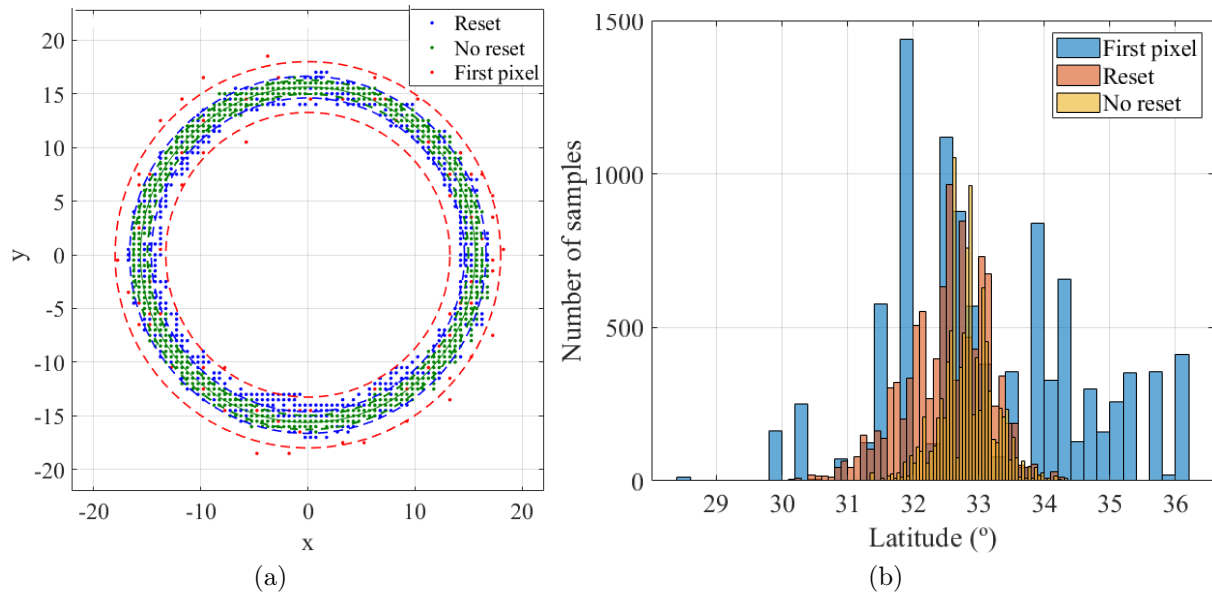 20
15
10
5
0
-5
-10
-15
-20
y
-20 -10 0 10 20
x
Reset
No reset
First pixel
(a)
1500
1000
500
0
Number of samples
29 30 31 32 33 34 35 36
Latitude (º)
First pixel
Reset
No reset
(b)